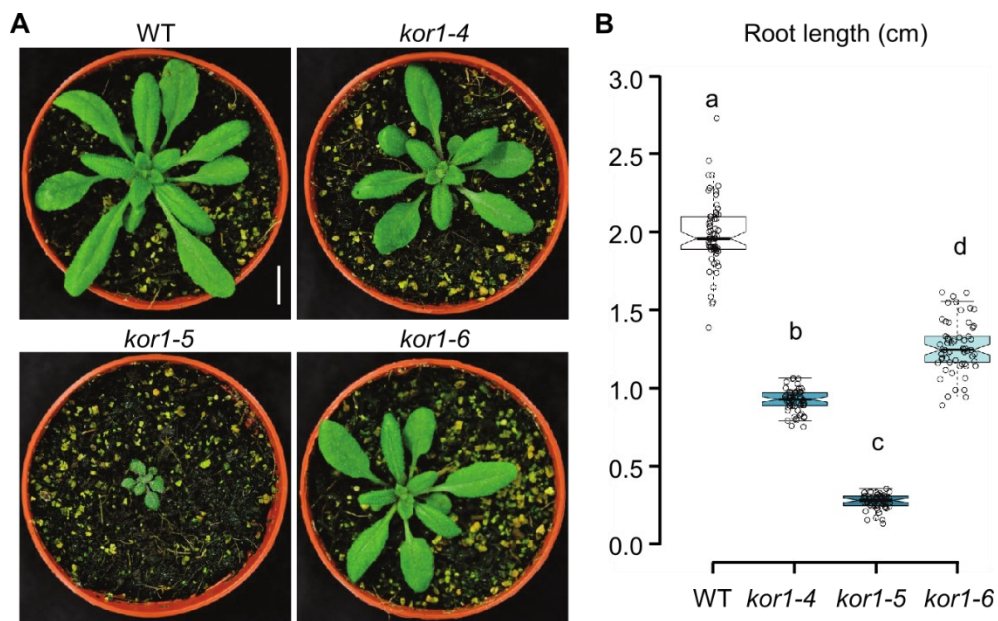 A
WT
kor1-4
kor1-5
kor1-6
B
Root length (cm)
3.0
2.5
2.0
1.5
1.0
0.5
0.0
a
b
c
d
WT kor1-4 kor1-5 kor1-6